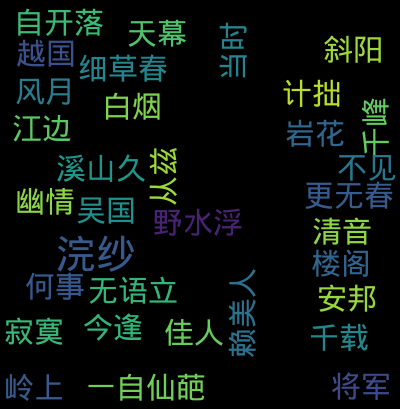 自开落
天幕
当时
越国
细草春
斜阳
风月
白烟
计拙
千峰
江边
岩花
溪山久
从兹
不见
幽情
吴国
野水浮
更无春
清音
浣纱
楼阁
何事
无语立
赖美人
安邦
寂寞
今逢
佳人
千载
岭上
一自仙葩
将军